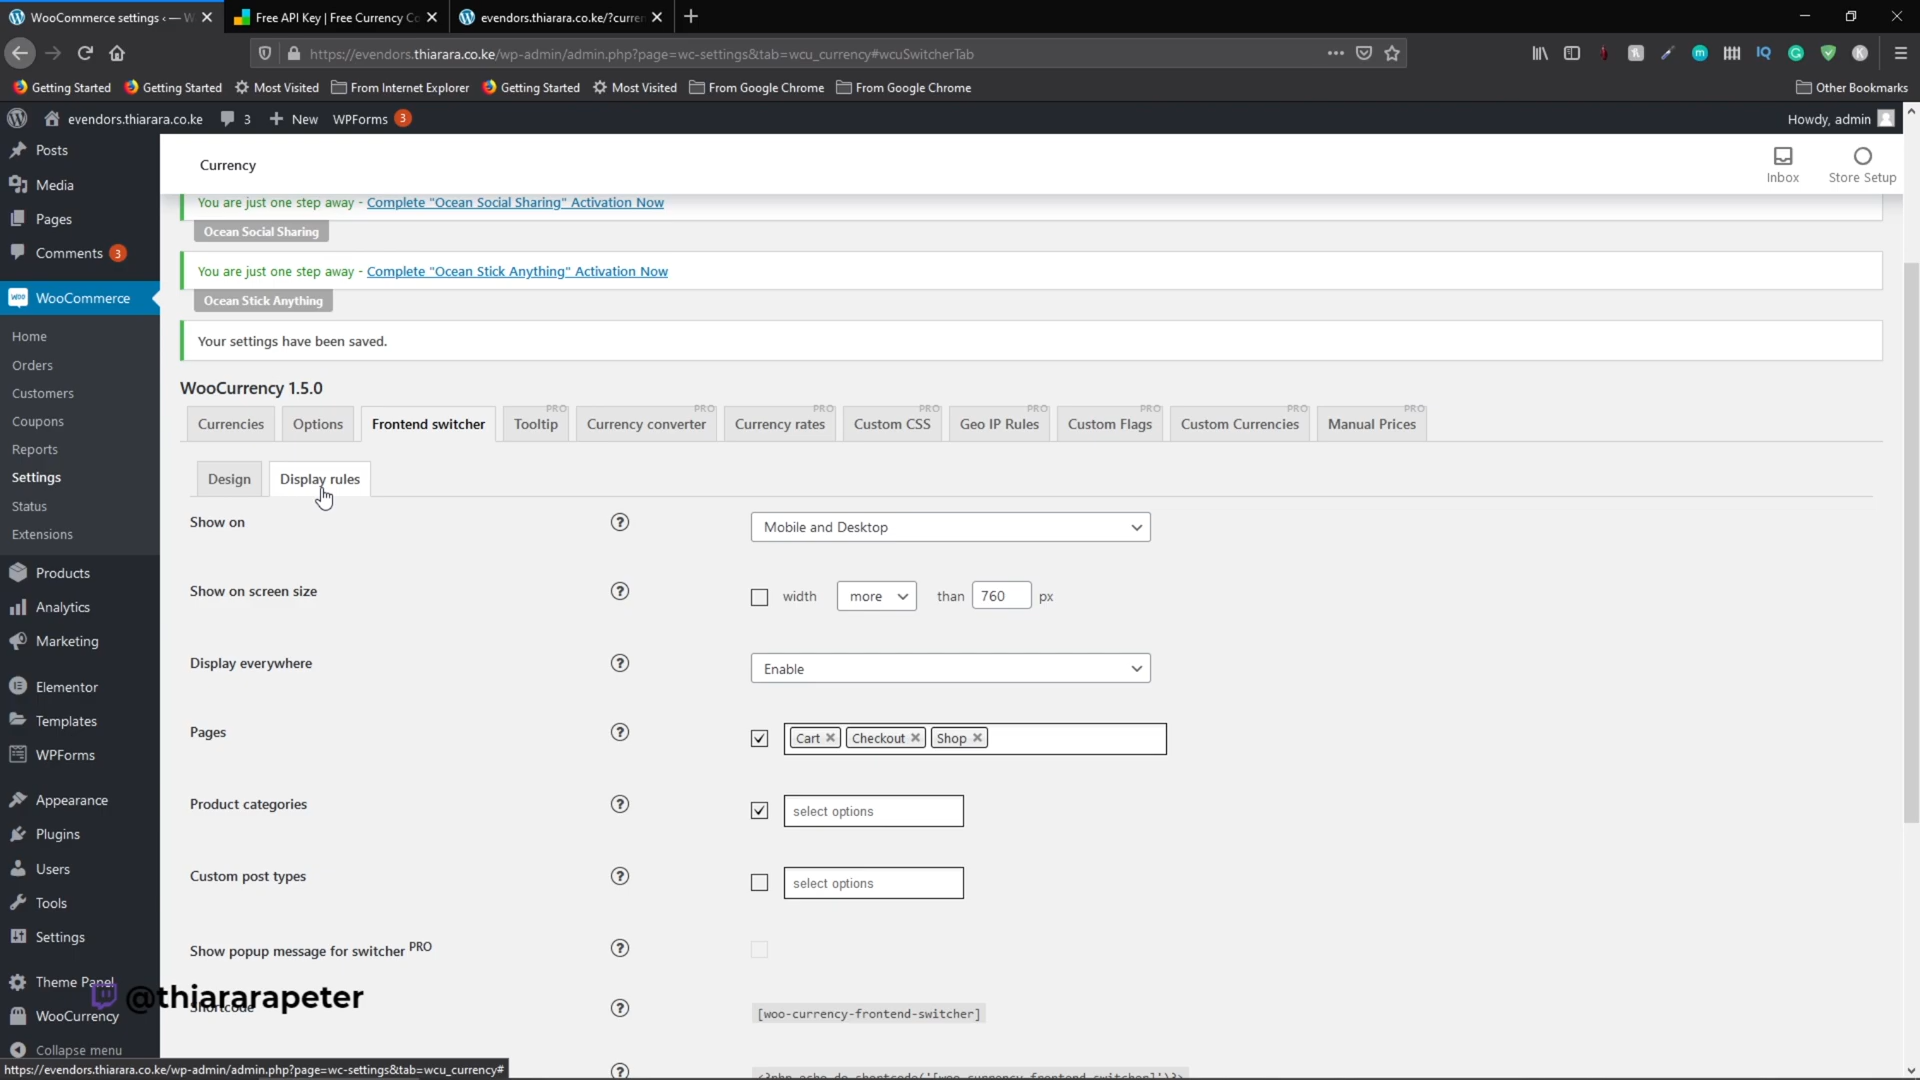 WooCommerce settings ‹ — W
Free API Key | Free Currency Co
evendors.thiarara.co.ke/?curren
https://evendors.thiarara.co.ke/wp-admin/admin.php?page=wc-settings&tab=wcu_currency#wcuSwitcherTab
Getting Started
Getting Started
Most Visited
From Internet Explorer
Getting Started
Most Visited
From Google Chrome
From Google Chrome
Other Bookmarks
evendors.thiarara.co.ke
3
New
WPForms 3
Howdy, admin
Posts
Media
Pages
Comments 3
WooCommerce
Home
Orders
Customers
Coupons
Reports
Settings
Status
Extensions
Products
Analytics
Marketing
Elementor
Templates
WPForms
Appearance
Plugins
Users
Tools
Settings
Theme Panel
WooCurrency
Collapse menu
Currency
Inbox
Store Setup
You are just one step away - Complete "Ocean Social Sharing" Activation Now
Ocean Social Sharing
You are just one step away - Complete "Ocean Stick Anything" Activation Now
Ocean Stick Anything
Your settings have been saved.
WooCurrency 1.5.0
Currencies
Options
Frontend switcher
Tooltip PRO
Currency converter PRO
Currency rates PRO
Custom CSS PRO
Geo IP Rules PRO
Custom Flags PRO
Custom Currencies PRO
Manual Prices PRO
Design
Display rules
Show on
Mobile and Desktop
Show on screen size
width more than 760 px
Display everywhere
Enable
Pages
Cart × Checkout × Shop ×
Product categories
select options
Custom post types
select options
Show popup message for switcher PRO
Shortcode
[woo-currency-frontend-switcher]
<?php echo do_shortcode('[woo-currency-frontend-switcher]')?>
@thiararapeter
https://evendors.thiarara.co.ke/wp-admin/admin.php?page=wc-settings&tab=wcu_currency#